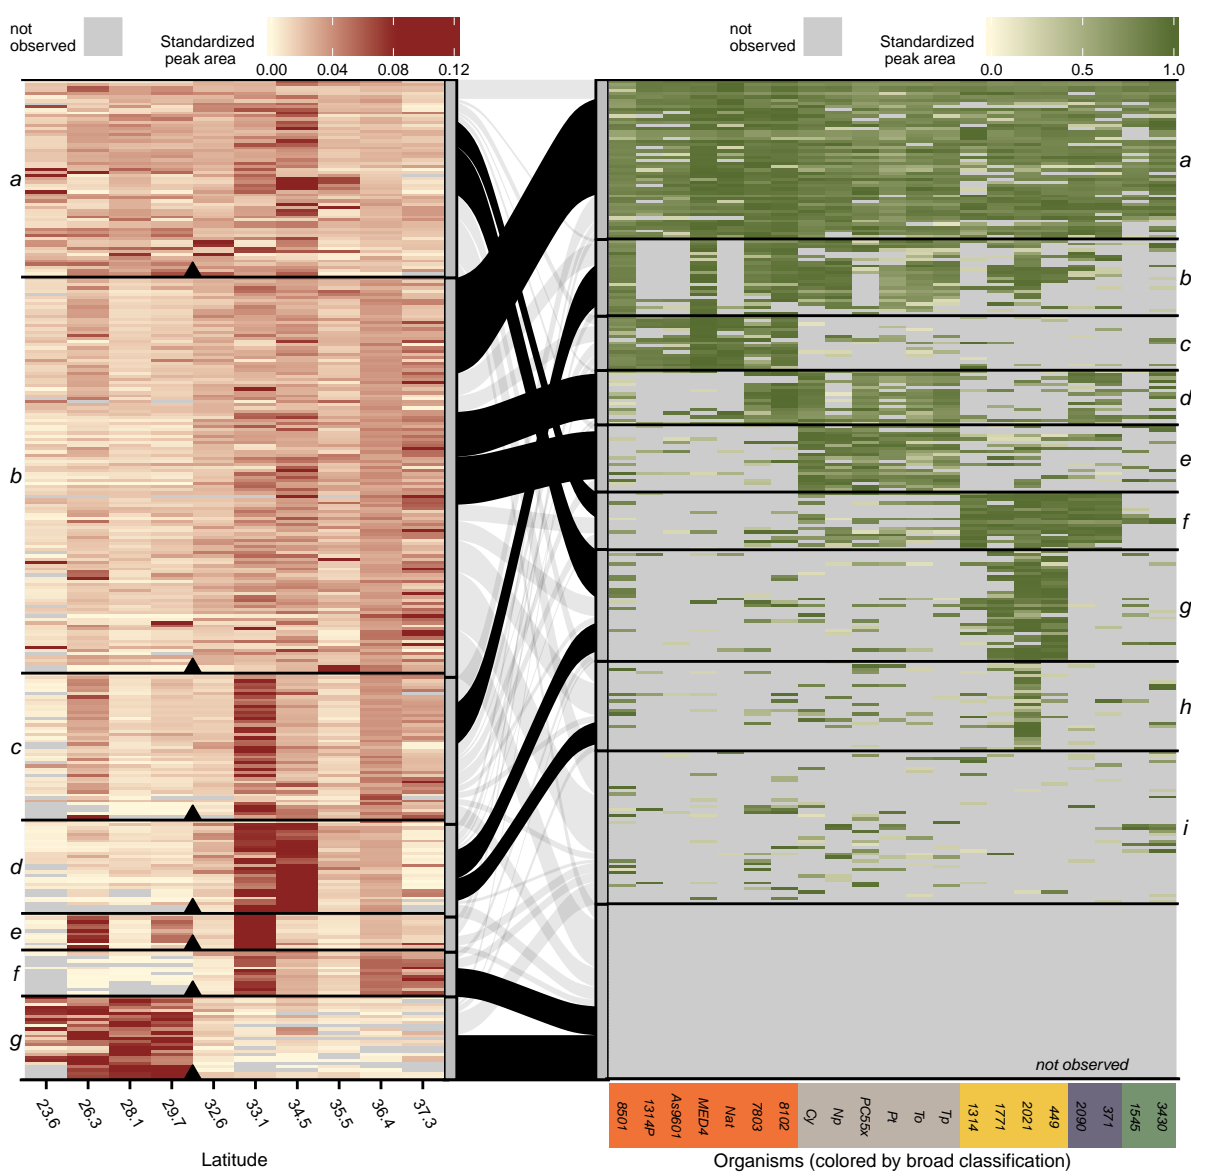 not
observed
Standardized
peak area
0.00 0.04 0.08 0.12
not
observed
Standardized
peak area
0.0 0.5 1.0
a
b
c
d
e
f
g
a
b
c
d
e
f
g
h
i
not observed
23.6 26.3 28.1 29.7 32.6 33.1 34.5 35.5 36.4 37.3
Latitude
8501 1314P As9601 MED4 Nat 7803 8102 Cy Np PC55x Pt To Tp 1314 1771 2021 449 2090 371 1545 3430
Organisms (colored by broad classification)